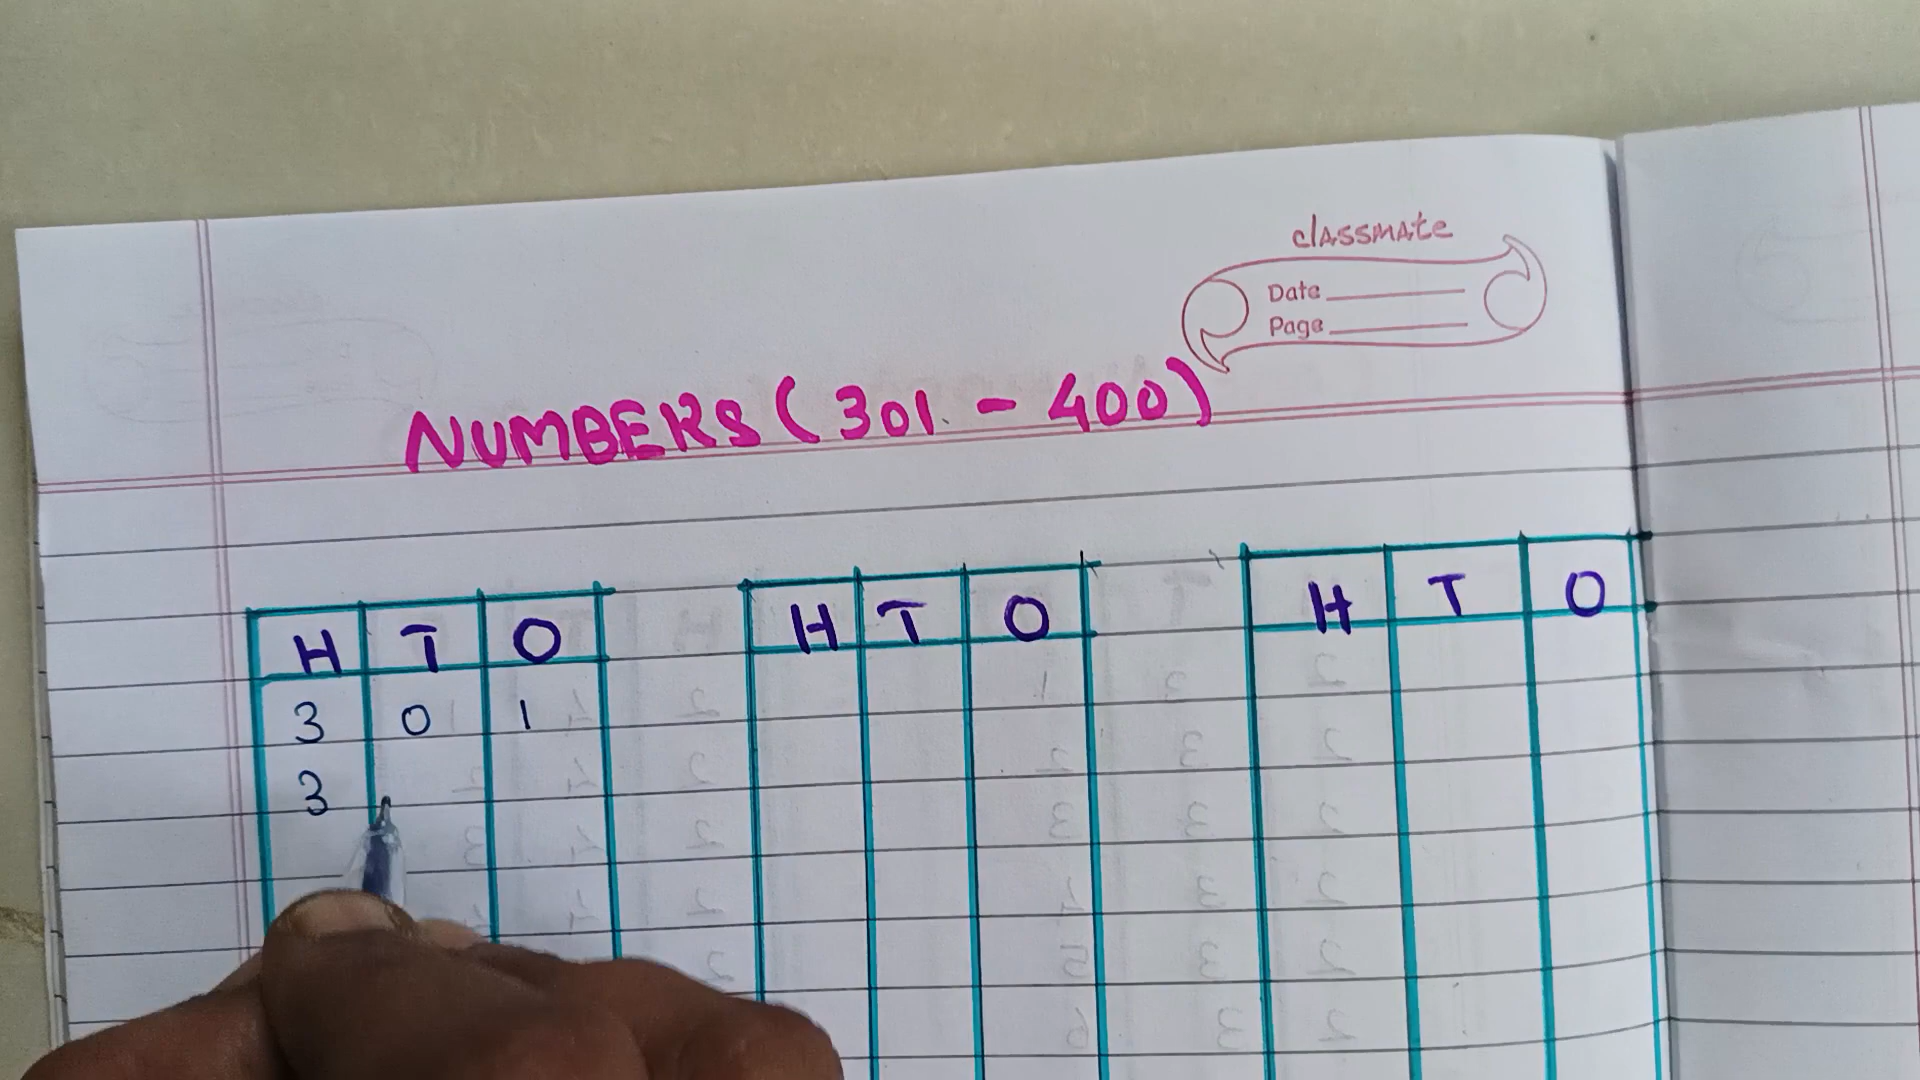 classmate
Date
Page
NUMBERS (301 - 400)
H T O H T O H T O
3 0 1
3